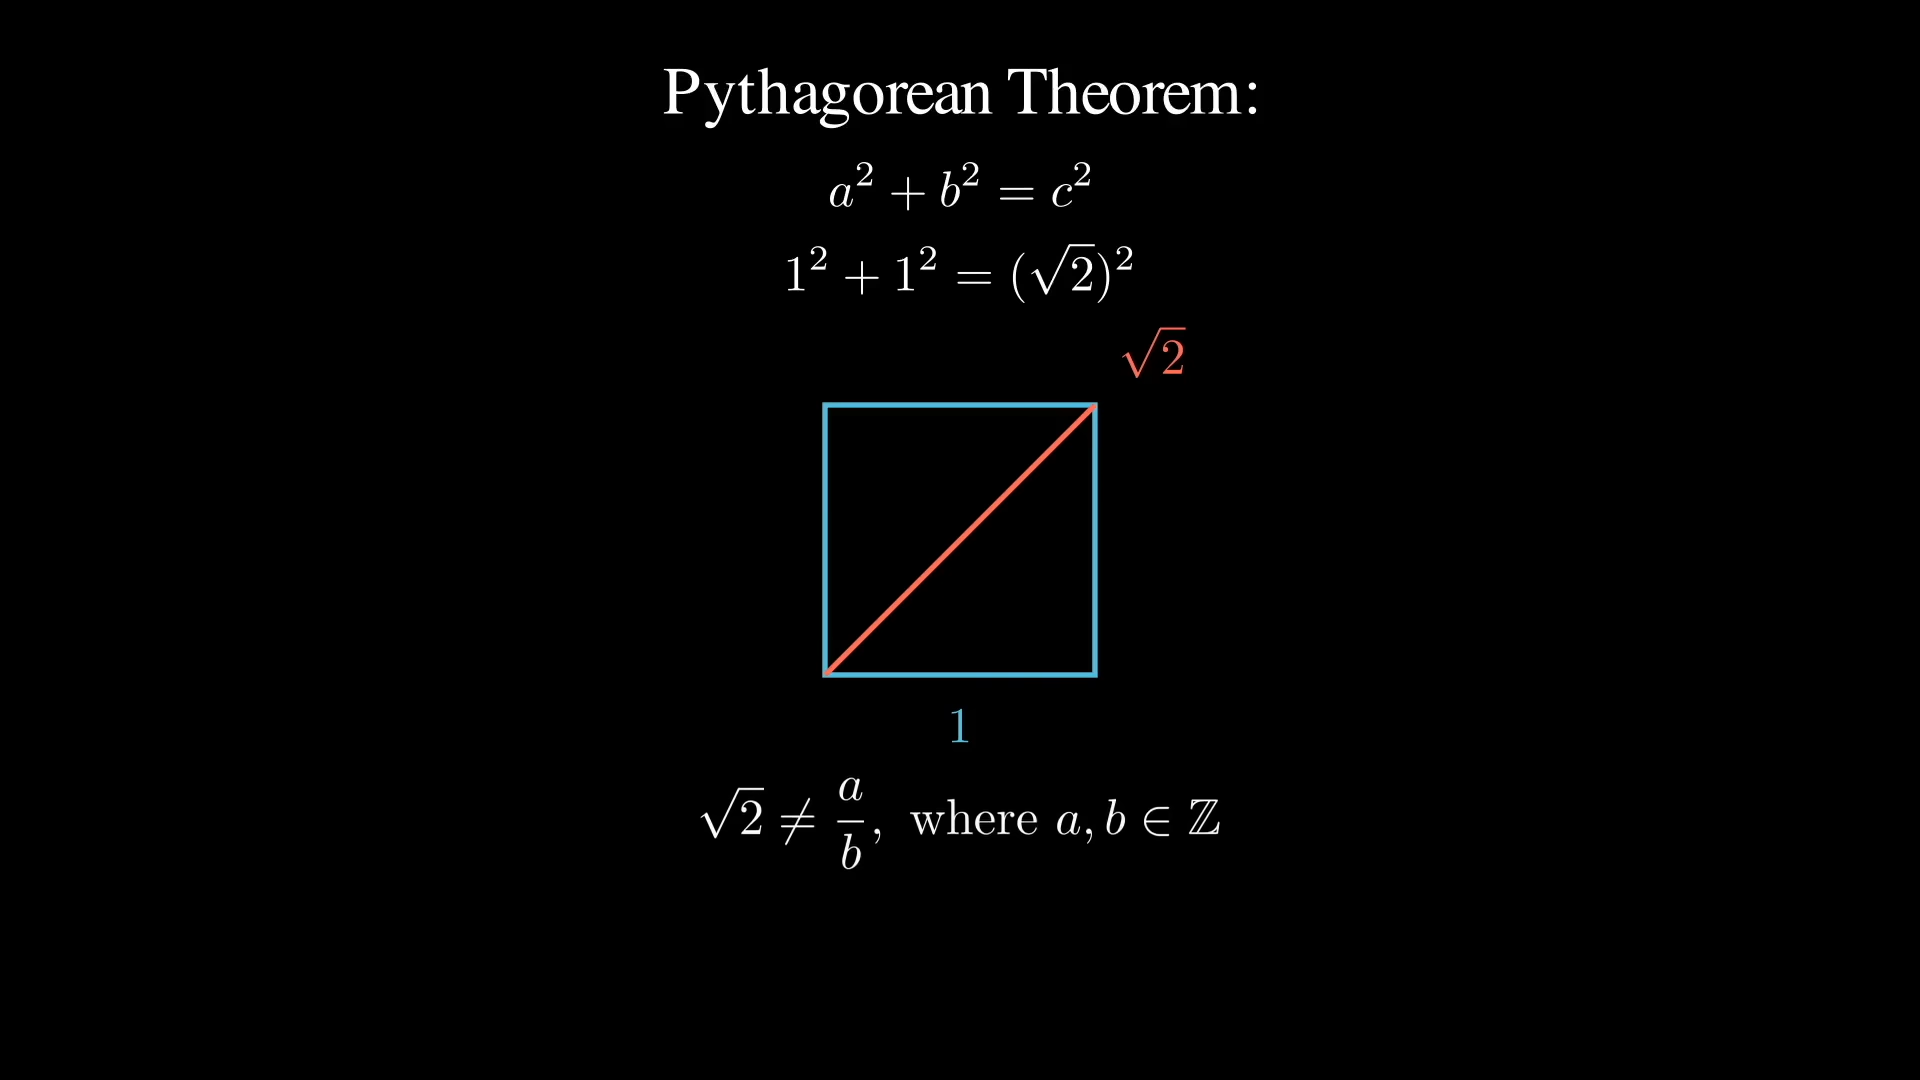 Pythagorean Theorem:
a² + b² = c²
1² + 1² = (√2)²
√2
1
√2 ≠ a/b, where a, b ∈ ℤ